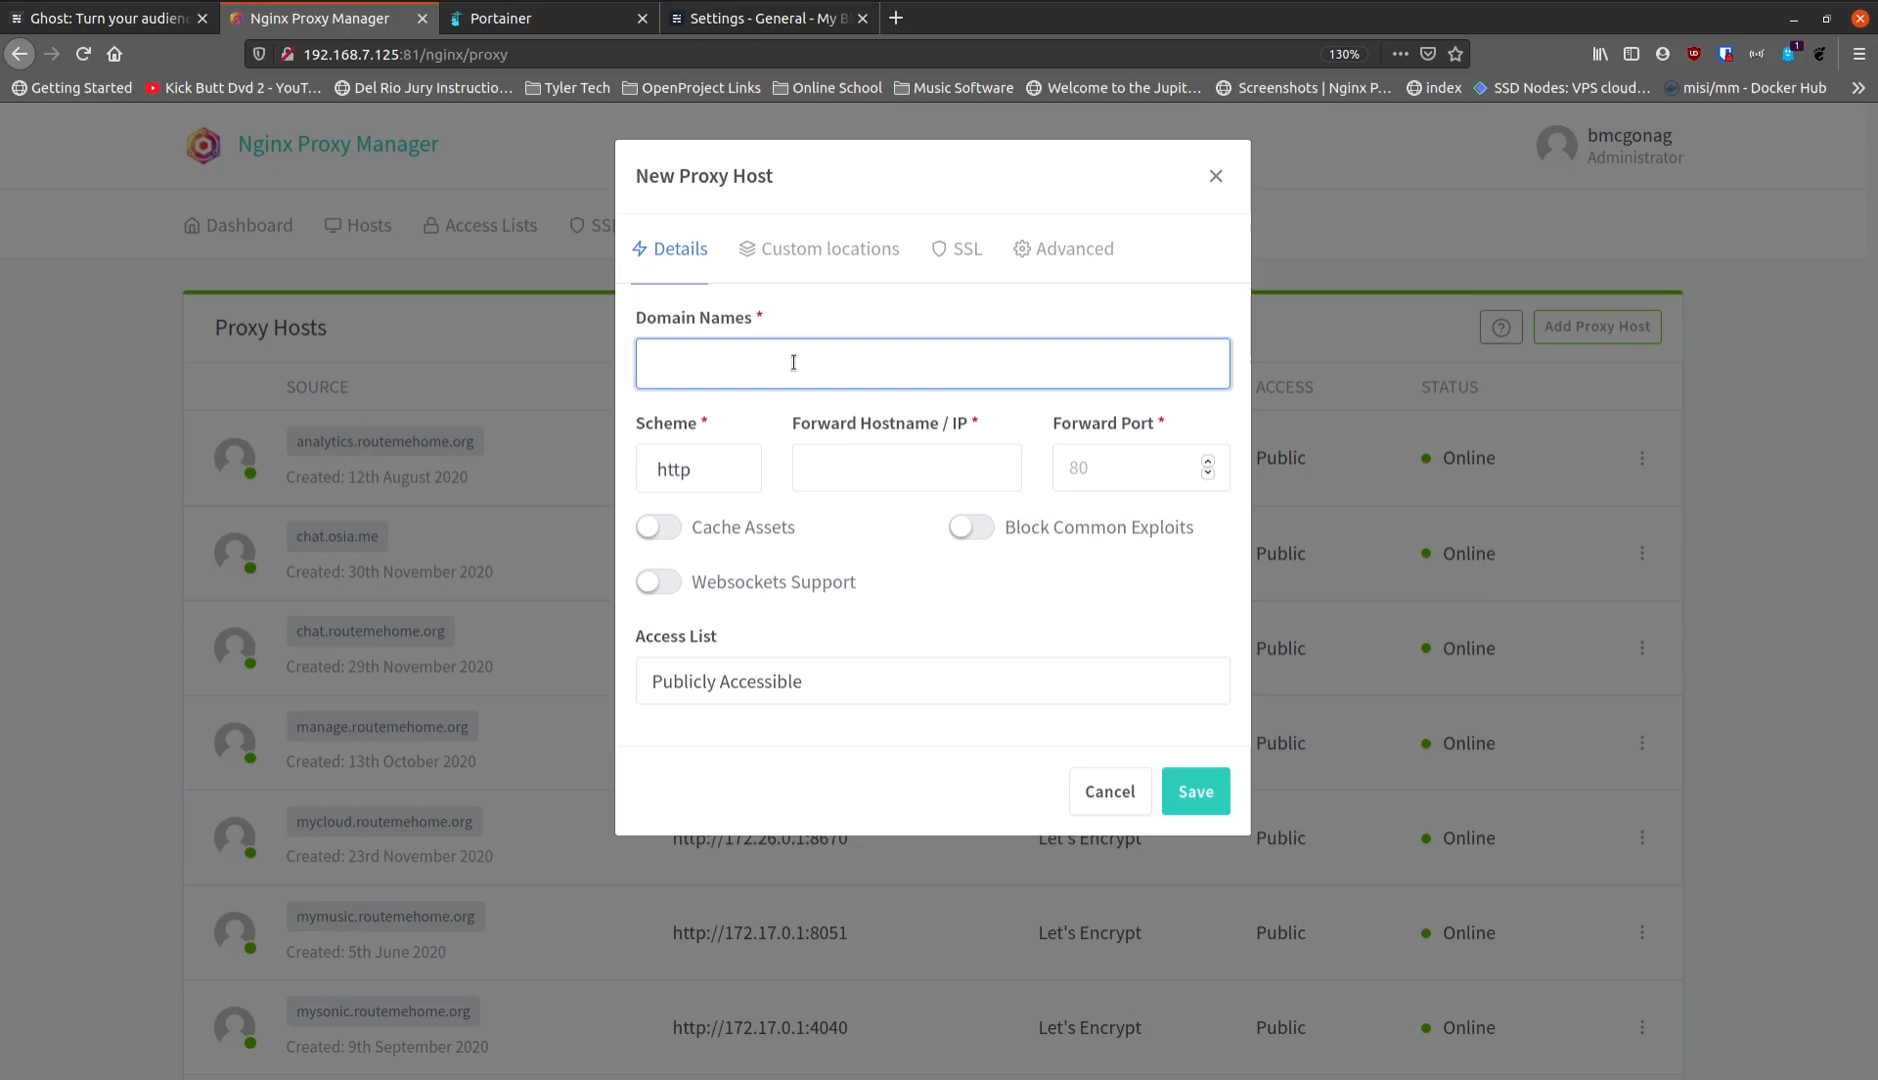 Ghost: Turn your audien
Nginx Proxy Manager
Portainer
Settings - General - My B
192.168.7.125:81/nginx/proxy
130%
1
Getting Started
Kick Butt Dvd 2 - YouT...
Del Rio Jury Instructio...
Tyler Tech
OpenProject Links
Online School
Music Software
Welcome to the Jupit...
Screenshots | Nginx P...
index
SSD Nodes: VPS cloud...
misi/mm - Docker Hub
Nginx Proxy Manager
bmcgonag
Administrator
Dashboard
Hosts
Access Lists
SSL
New Proxy Host
Details
Custom locations
SSL
Advanced
Domain Names *
Scheme *
Forward Hostname / IP *
Forward Port *
http
80
Cache Assets
Block Common Exploits
Websockets Support
Access List
Publicly Accessible
Cancel
Save
Proxy Hosts
Add Proxy Host
SOURCE
ACCESS
STATUS
analytics.routemehome.org
Created: 12th August 2020
Public
Online
chat.osia.me
Created: 30th November 2020
Public
Online
chat.routemehome.org
Created: 29th November 2020
Public
Online
manage.routemehome.org
Created: 13th October 2020
Public
Online
mycloud.routemehome.org
Created: 23rd November 2020
http://172.26.0.1:8670
Let's Encrypt
Public
Online
mymusic.routemehome.org
Created: 5th June 2020
http://172.17.0.1:8051
Let's Encrypt
Public
Online
mysonic.routemehome.org
Created: 9th September 2020
http://172.17.0.1:4040
Let's Encrypt
Public
Online